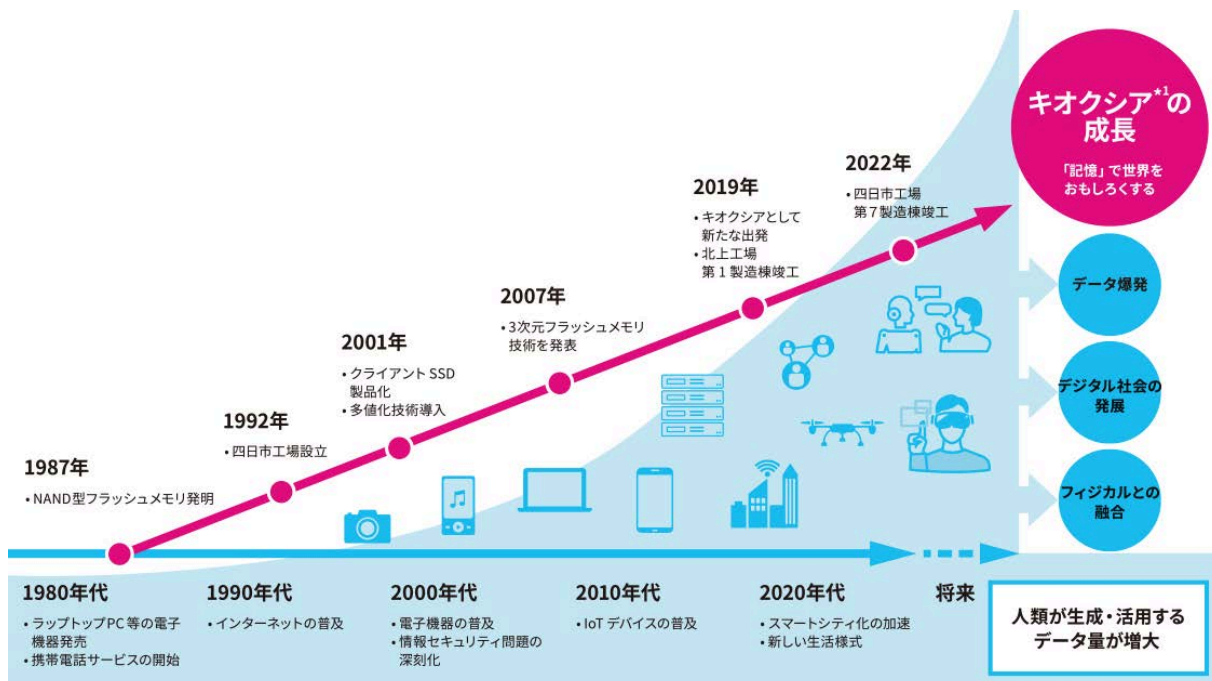 キオクシア*1の
成長
「記憶」で世界を
おもしろくする
2022年
•四日市工場
第7製造棟竣工
2019年
•キオクシアとして
新たな出発
•北上工場
第1製造棟竣工
2007年
•3次元フラッシュメモリ
技術を発表
2001年
•クライアントSSD
製品化
•多値化技術導入
1992年
•四日市工場設立
1987年
•NAND型フラッシュメモリ発明
データ爆発
デジタル社会の
発展
フィジカルとの
融合
1980年代
•ラップトップPC等の電子
機器発売
•携帯電話サービスの開始
1990年代
•インターネットの普及
2000年代
•電子機器の普及
•情報セキュリティ問題の
深刻化
2010年代
•IoTデバイスの普及
2020年代
•スマートシティ化の加速
•新しい生活様式
将来
人類が生成・活用する
データ量が増大